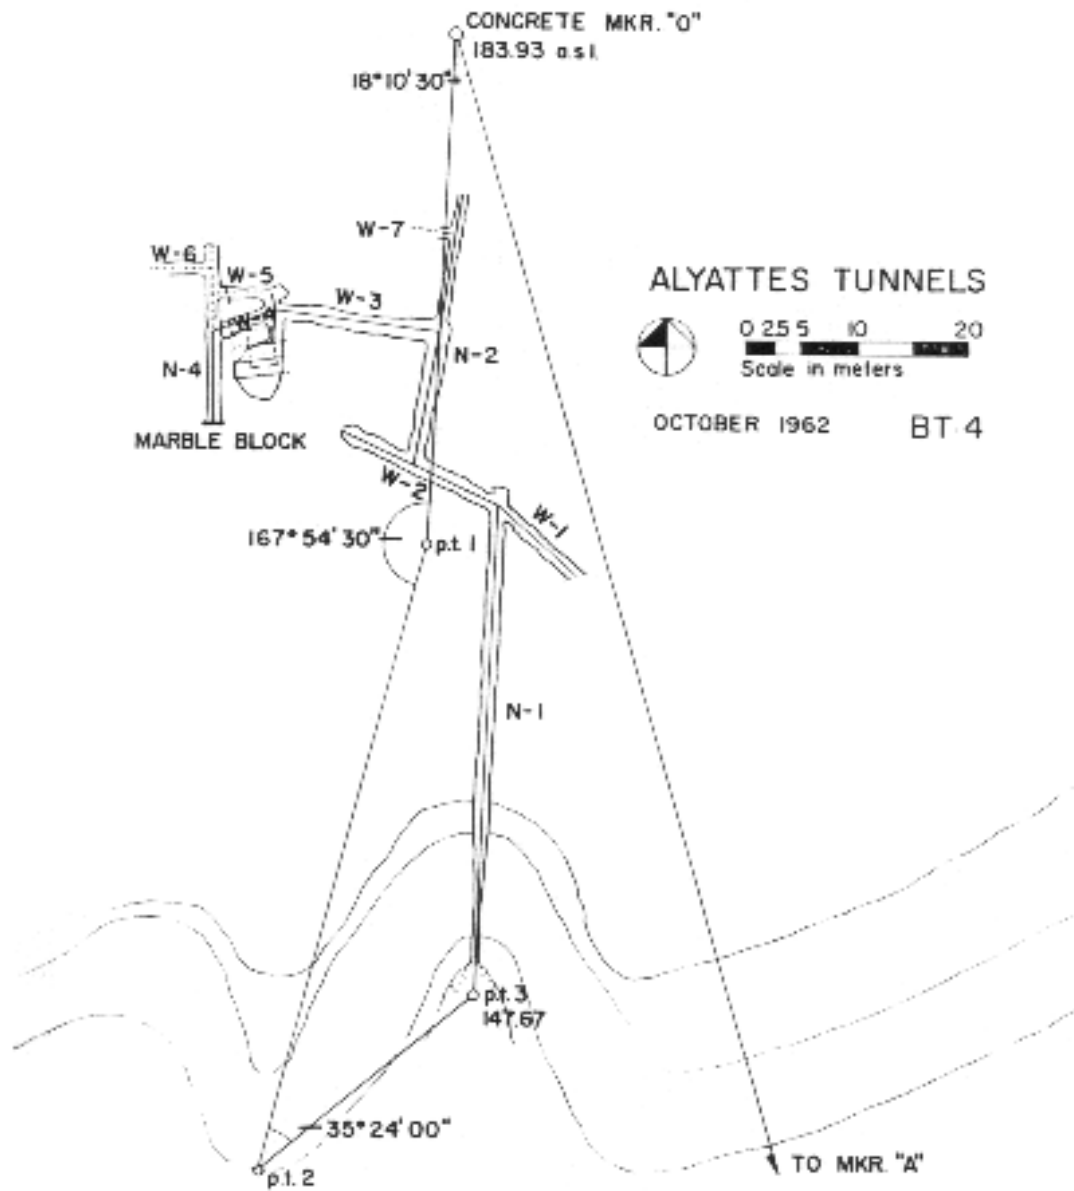 CONCRETE MKR. "O"
183.93 a.s.l.
18°10'30"
W-7
W-6
W-5
W-3
W-4
N-2
N-4
MARBLE BLOCK
W-2
W-1
167°54'30"
p.t. 1
N-1
ALYATTES TUNNELS
0 2.5 5 10 20
Scale in meters
OCTOBER 1962 BT 4
p.t. 3
147.67
35°24'00"
p.t. 2
TO MKR. "A"